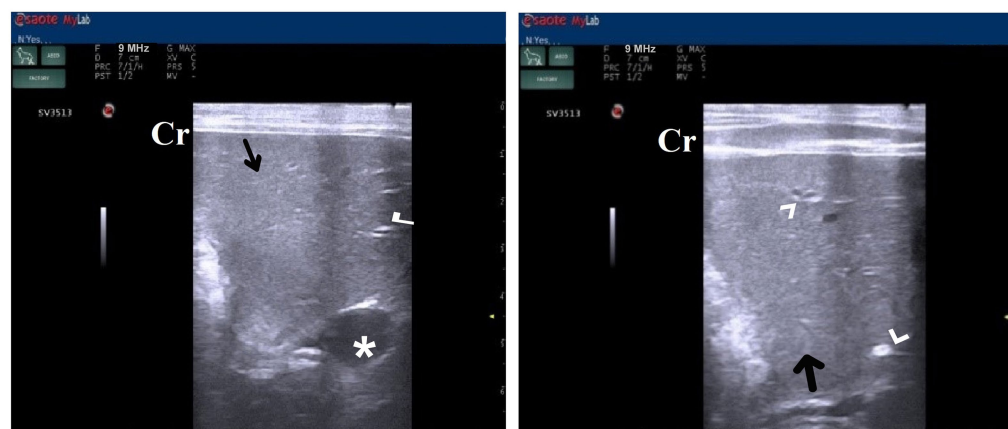 esaote MyLab
N:Yes...
ABED
F 9 MHz G MAX
D 7 cm XV C
PRC 7/1/H PRS 5
PST 1/2 MV -
FACTORY
SV3513
Cr
*
esaote MyLab
N:Yes...
ABED
F 9 MHz G MAX
D 7 cm XV C
PRC 7/1/H PRS 5
PST 1/2 MV -
FACTORY
SV3513
Cr